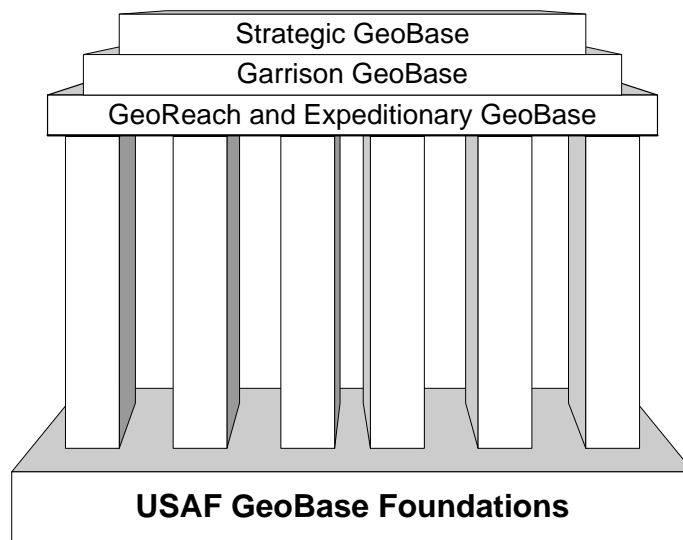 Strategic GeoBase
Garrison GeoBase
GeoReach and Expeditionary GeoBase
USAF GeoBase Foundations